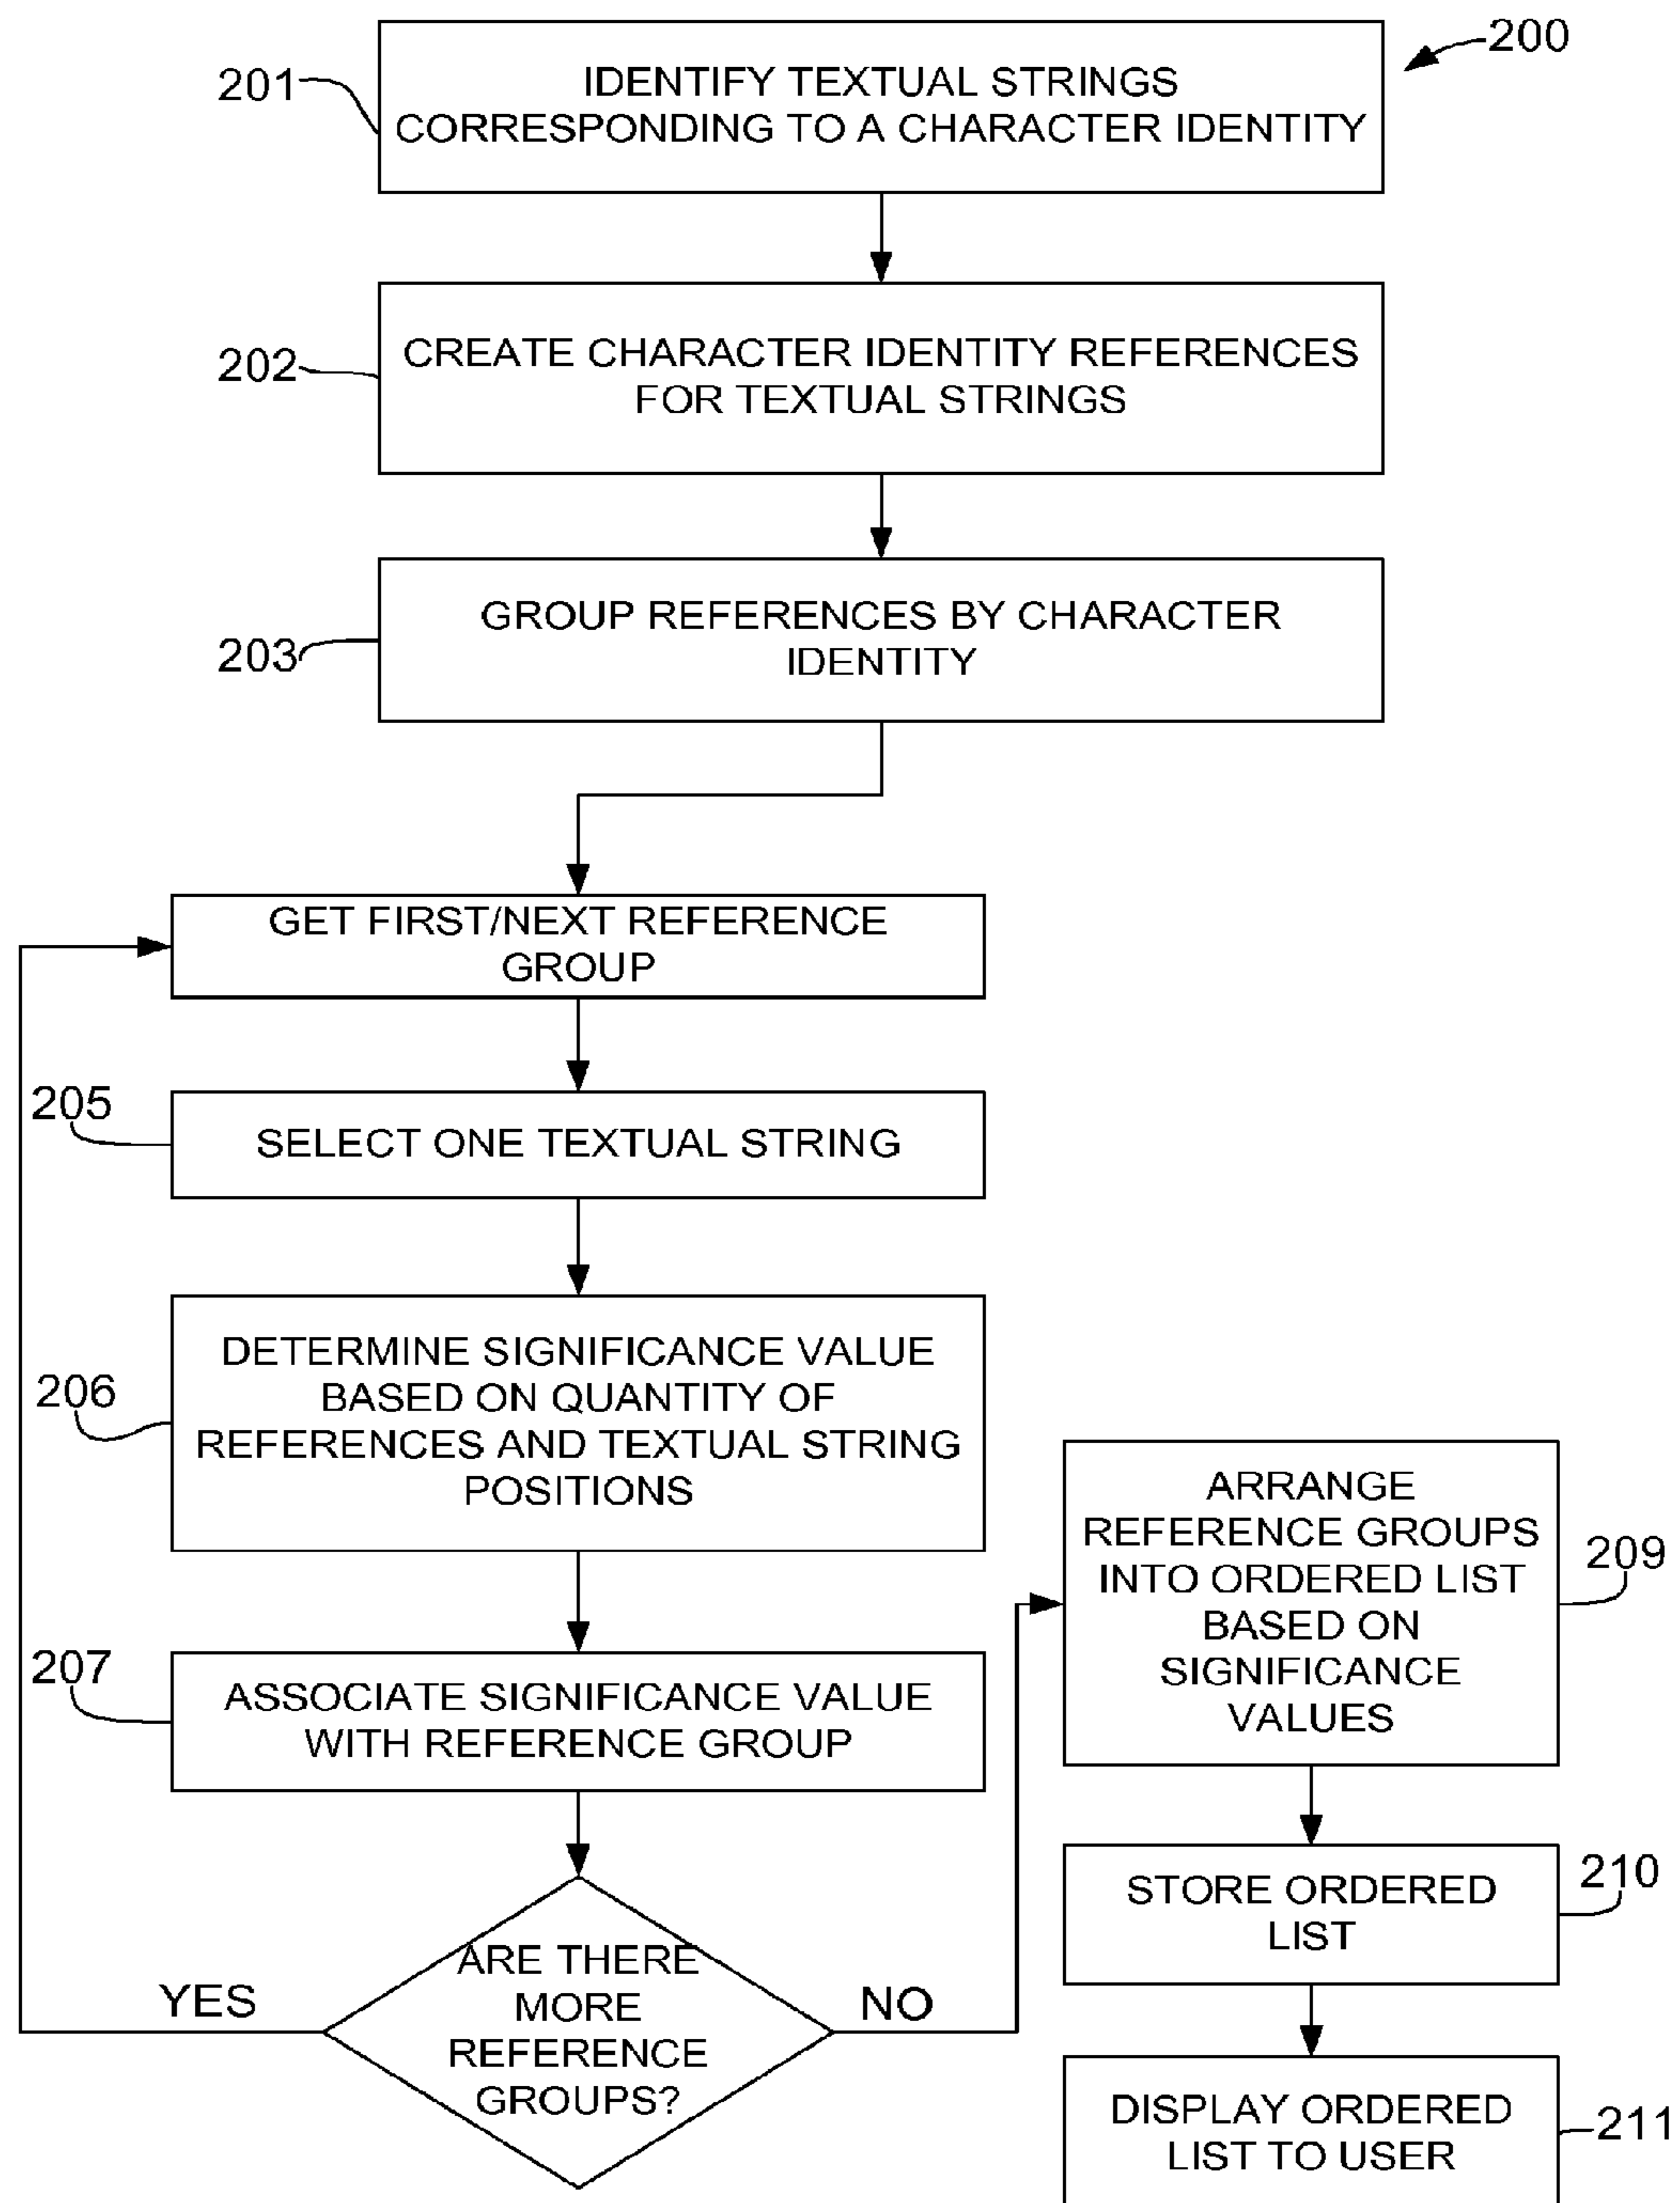 200
201
IDENTIFY TEXTUAL STRINGS
CORRESPONDING TO A CHARACTER IDENTITY
202
CREATE CHARACTER IDENTITY REFERENCES
FOR TEXTUAL STRINGS
203
GROUP REFERENCES BY CHARACTER
IDENTITY
GET FIRST/NEXT REFERENCE
GROUP
205
SELECT ONE TEXTUAL STRING
206
DETERMINE SIGNIFICANCE VALUE
BASED ON QUANTITY OF
REFERENCES AND TEXTUAL STRING
POSITIONS
207
ASSOCIATE SIGNIFICANCE VALUE
WITH REFERENCE GROUP
ARE THERE
MORE
REFERENCE
GROUPS?
YES
NO
ARRANGE
REFERENCE GROUPS
INTO ORDERED LIST
BASED ON
SIGNIFICANCE
VALUES
209
STORE ORDERED
LIST
210
DISPLAY ORDERED
LIST TO USER
211